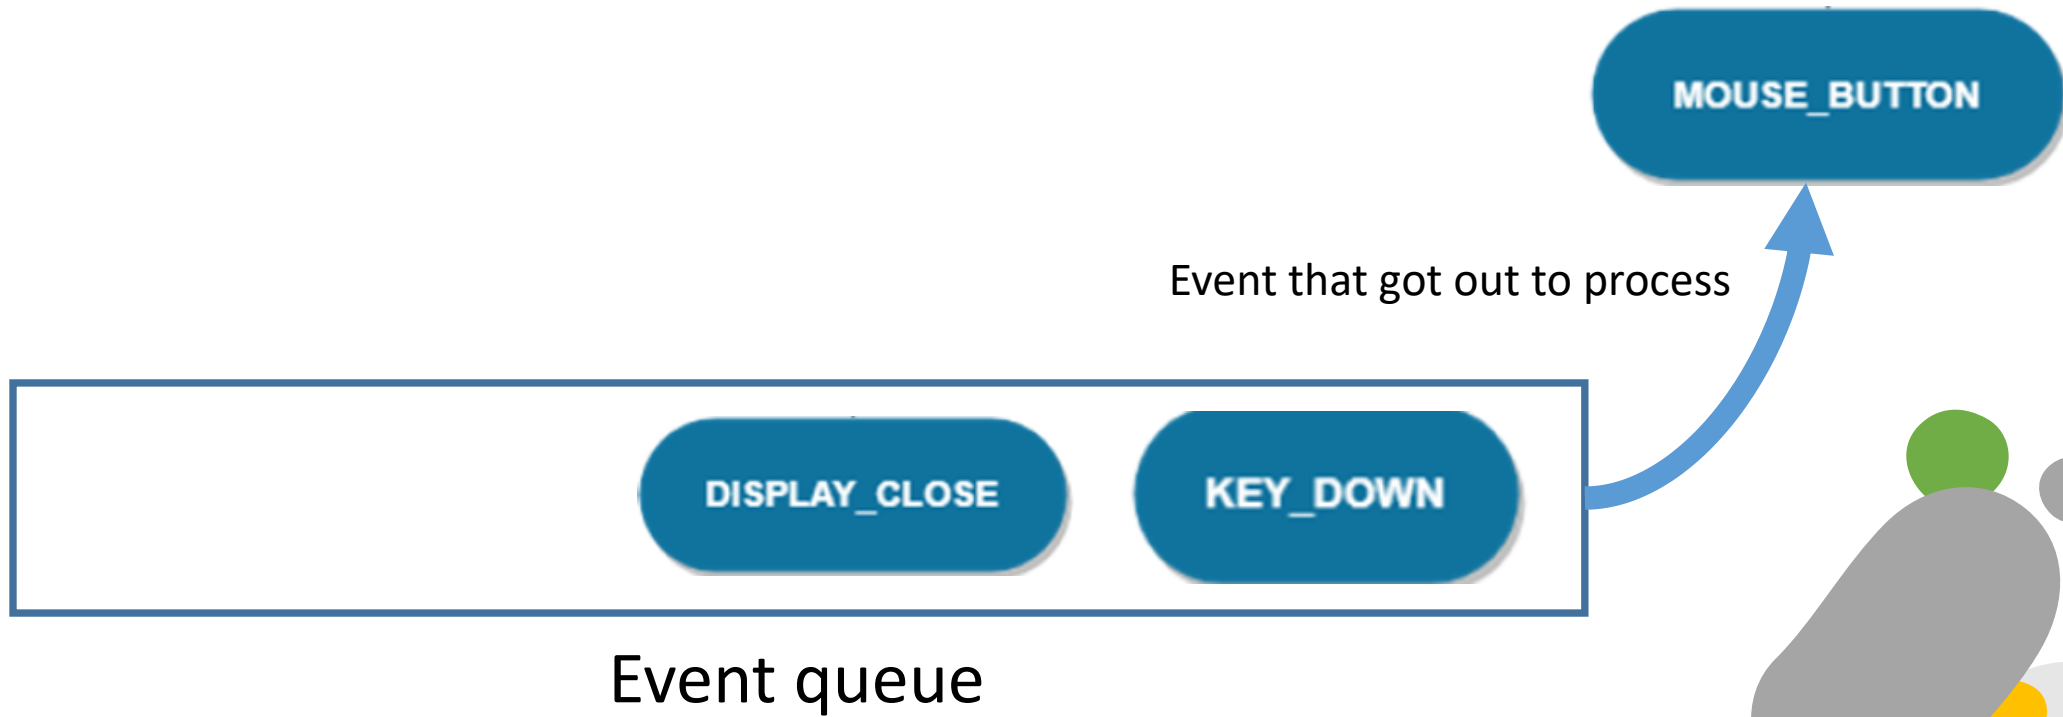 MOUSE_BUTTON
Event that got out to process
DISPLAY_CLOSE
KEY_DOWN
Event queue